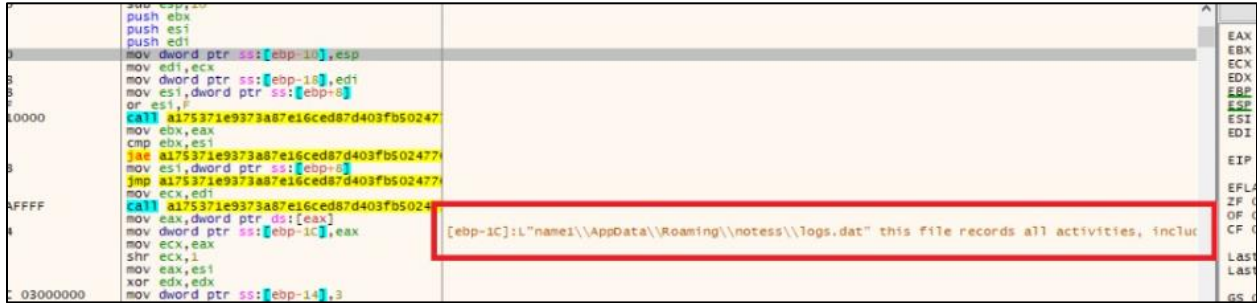 sub esp,10
push ebx
push esi
push edi
mov dword ptr ss:[ebp-10],esp
mov edi,ecx
mov dword ptr ss:[ebp-18],edi
mov esi,dword ptr ss:[ebp+8]
or esi,F
10000 call a175371e9373a87e16ced87d403fb502477
mov ebx,eax
cmp ebx,esi
jae a175371e9373a87e16ced87d403fb502477
mov esi,dword ptr ss:[ebp+8]
jmp a175371e9373a87e16ced87d403fb502477
mov ecx,edi
AFFFF call a175371e9373a87e16ced87d403fb5024
mov eax,dword ptr ds:[eax]
4 mov dword ptr ss:[ebp-1C],eax [ebp-1C]:L"name1\\AppData\\Roaming\\notess\\logs.dat" this file records all activities, includ
mov ecx,eax
shr ecx,1
mov eax,esi
xor edx,edx
C 03000000 mov dword ptr ss:[ebp-14],3
EAX
EBX
ECX
EDX
EBP
ESP
ESI
EDI
EIP
EFLA
ZF
OF
CF
Last
Last
GS